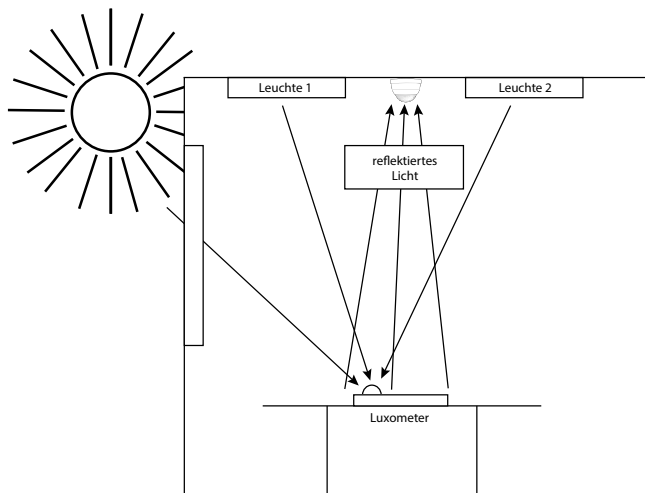 Leuchte 1
Leuchte 2
reflektiertes
Licht
Luxometer